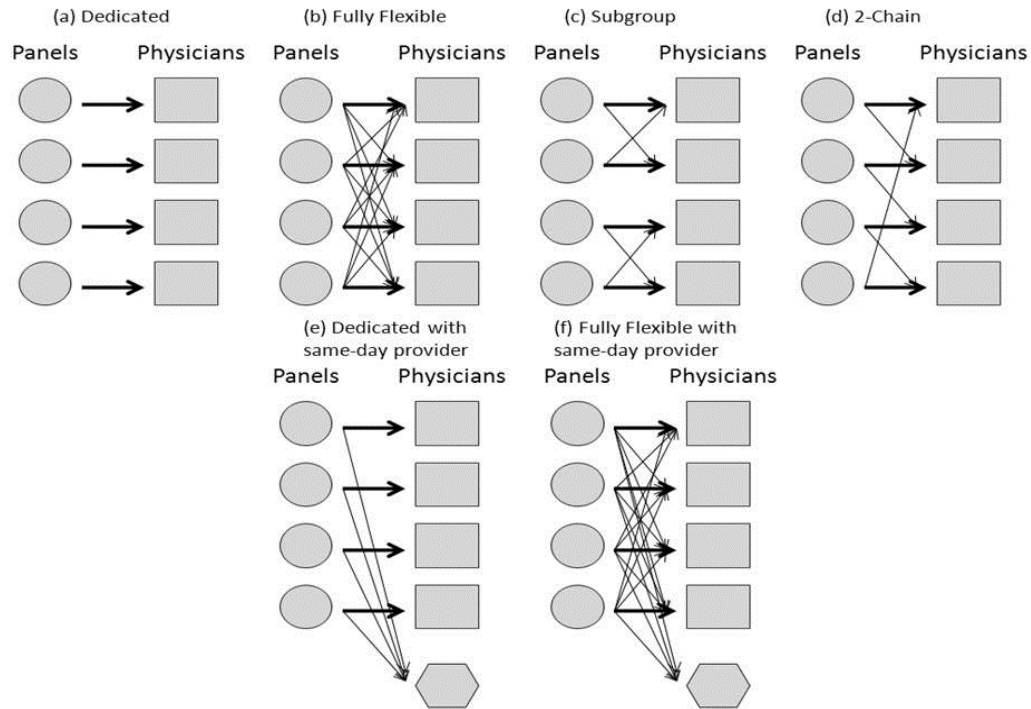 (a) Dedicated
(b) Fully Flexible
(c) Subgroup
(d) 2-Chain
Panels Physicians
Panels Physicians
Panels Physicians
Panels Physicians
(e) Dedicated with
same-day provider
(f) Fully Flexible with
same-day provider
Panels Physicians
Panels Physicians